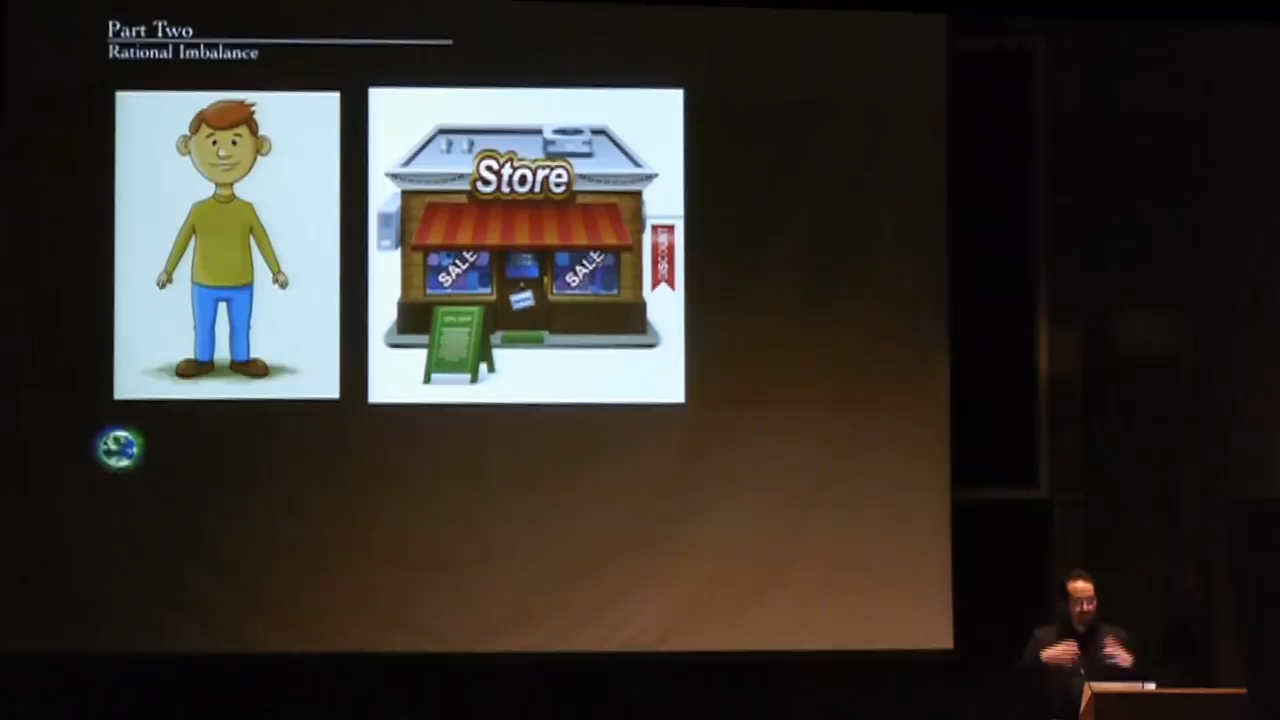 Part Two
Rational Imbalance
Store
SALE
SALE
DISCOUNT